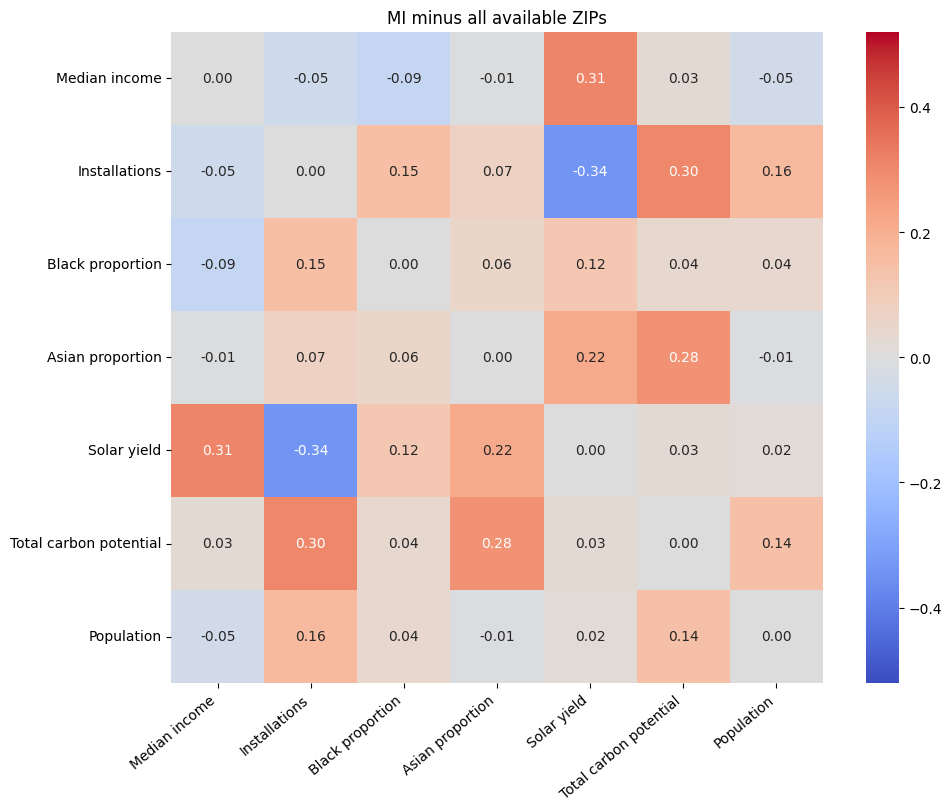 MI minus all available ZIPs
Median income 0.00 -0.05 -0.09 -0.01 0.31 0.03 -0.05
Installations -0.05 0.00 0.15 0.07 -0.34 0.30 0.16
Black proportion -0.09 0.15 0.00 0.06 0.12 0.04 0.04
Asian proportion -0.01 0.07 0.06 0.00 0.22 0.28 -0.01
Solar yield 0.31 -0.34 0.12 0.22 0.00 0.03 0.02
Total carbon potential 0.03 0.30 0.04 0.28 0.03 0.00 0.14
Population -0.05 0.16 0.04 -0.01 0.02 0.14 0.00
Median income
Installations
Black proportion
Asian proportion
Solar yield
Total carbon potential
Population
0.4
0.2
0.0
−0.2
−0.4